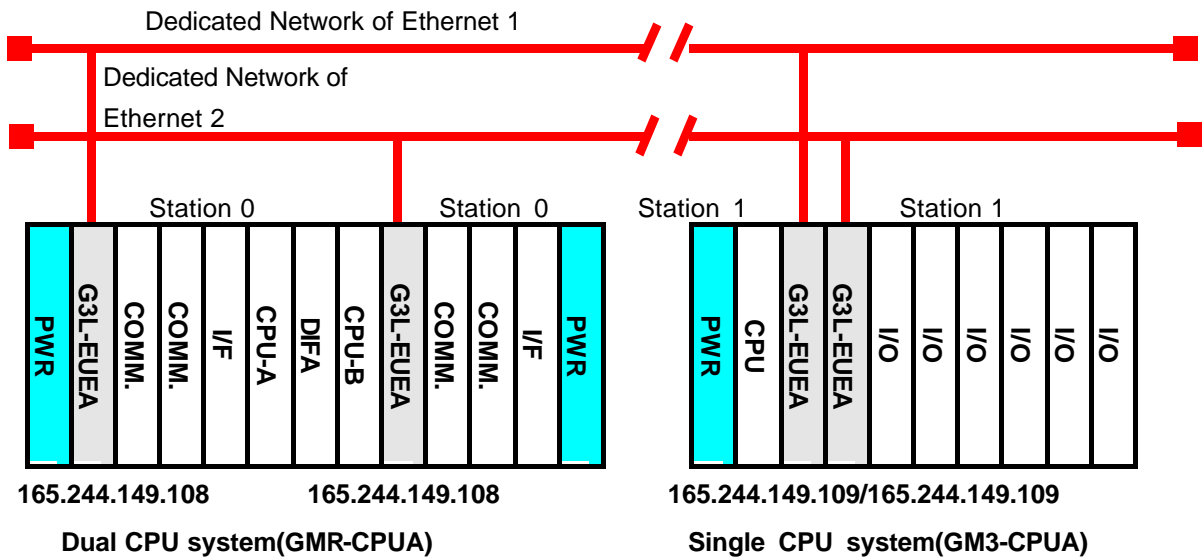 Dedicated Network of Ethernet 1
Dedicated Network of
Ethernet 2
Station 0
Station 0
Station 1
Station 1
PWR
G3L-EUEA
COMM.
COMM.
I/F
CPU-A
DIFA
CPU-B
G3L-EUEA
COMM.
COMM.
I/F
PWR
PWR
CPU
G3L-EUEA
G3L-EUEA
I/O
I/O
I/O
I/O
I/O
I/O
165.244.149.108
165.244.149.108
165.244.149.109/165.244.149.109
Dual CPU system(GMR-CPUA)
Single CPU system(GM3-CPUA)